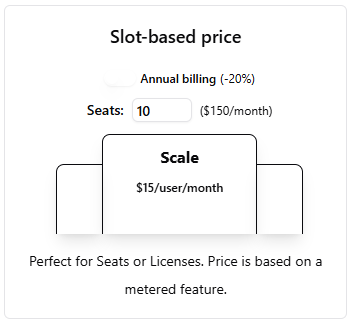 Slot-based price
Annual billing (-20%)
Seats: 10 ($150/month)
Scale
$15/user/month
Perfect for Seats or Licenses. Price is based on a
metered feature.